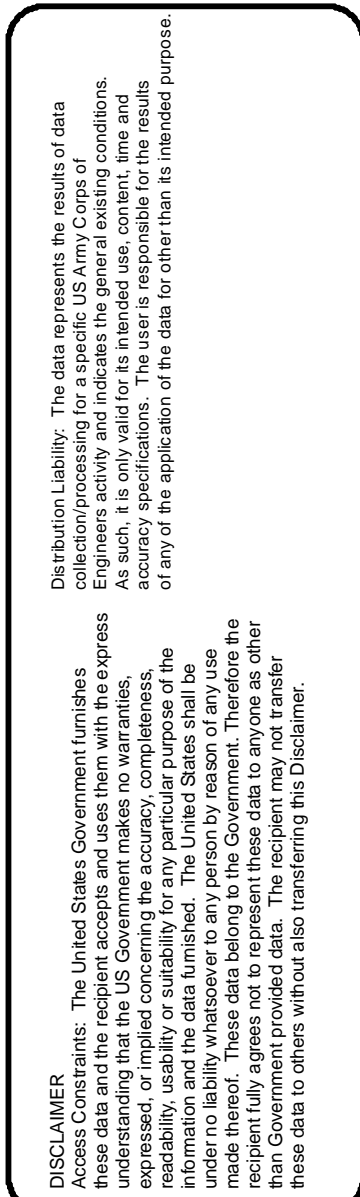 DISCLAIMER
Access Constraints: The United States Government furnishes
these data and the recipient accepts and uses them with the express
understanding that the US Government makes no warranties,
expressed, or implied concerning the accuracy, completeness,
readability, usability or suitability for any particular purpose of the
information and the data furnished. The United States shall be
under no liability whatsoever to any person by reason of any use
made thereof. These data belong to the Government. Therefore the
recipient fully agrees not to represent these data to anyone as other
than Government provided data. The recipient may not transfer
these data to others without also transferring this Disclaimer.
Distribution Liability: The data represents the results of data
collection/processing for a specific US Army Corps of
Engineers activity and indicates the general existing conditions.
As such, it is only valid for its intended use, content, time and
accuracy specifications. The user is responsible for the results
of any of the application of the data for other than its intended purpose.